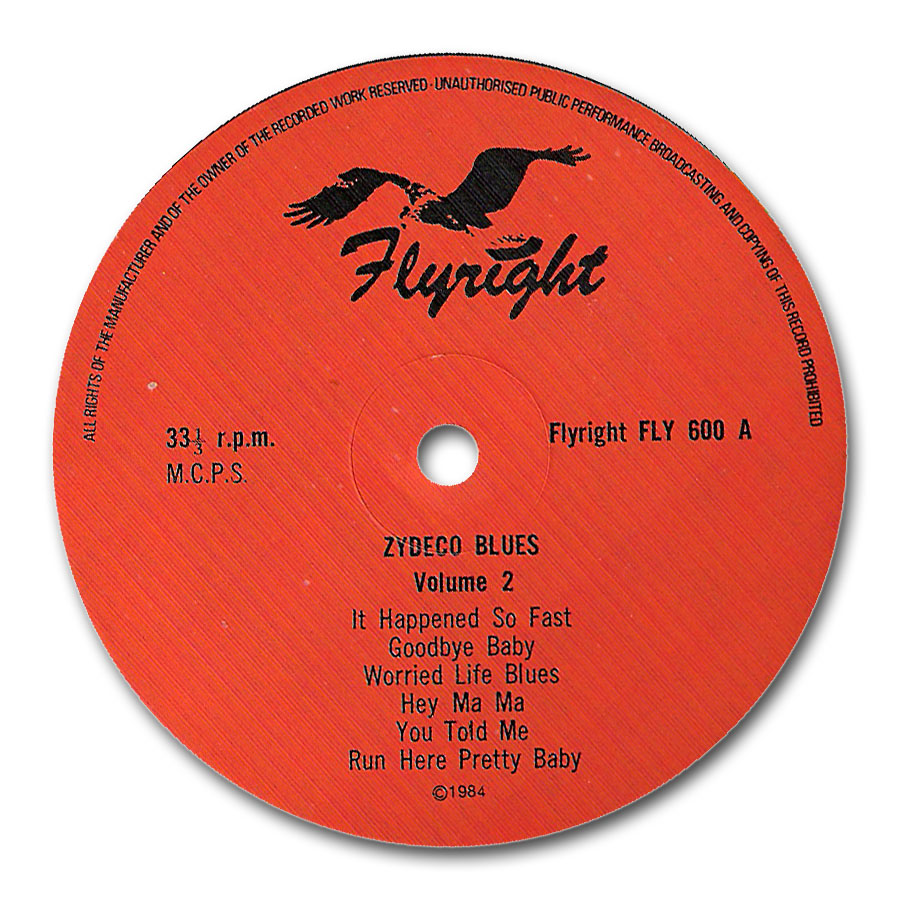 ALL RIGHTS OF THE MANUFACTURER AND OF THE OWNER OF THE RECORDED WORK RESERVED · UNAUTHORISED PUBLIC PERFORMANCE BROADCASTING AND COPYING OF THIS RECORD PROHIBITED
Flyright
33⅓ r.p.m.
M.C.P.S.
Flyright FLY 600 A
ZYDECO BLUES
Volume 2
It Happened So Fast
Goodbye Baby
Worried Life Blues
Hey Ma Ma
You Told Me
Run Here Pretty Baby
©1984